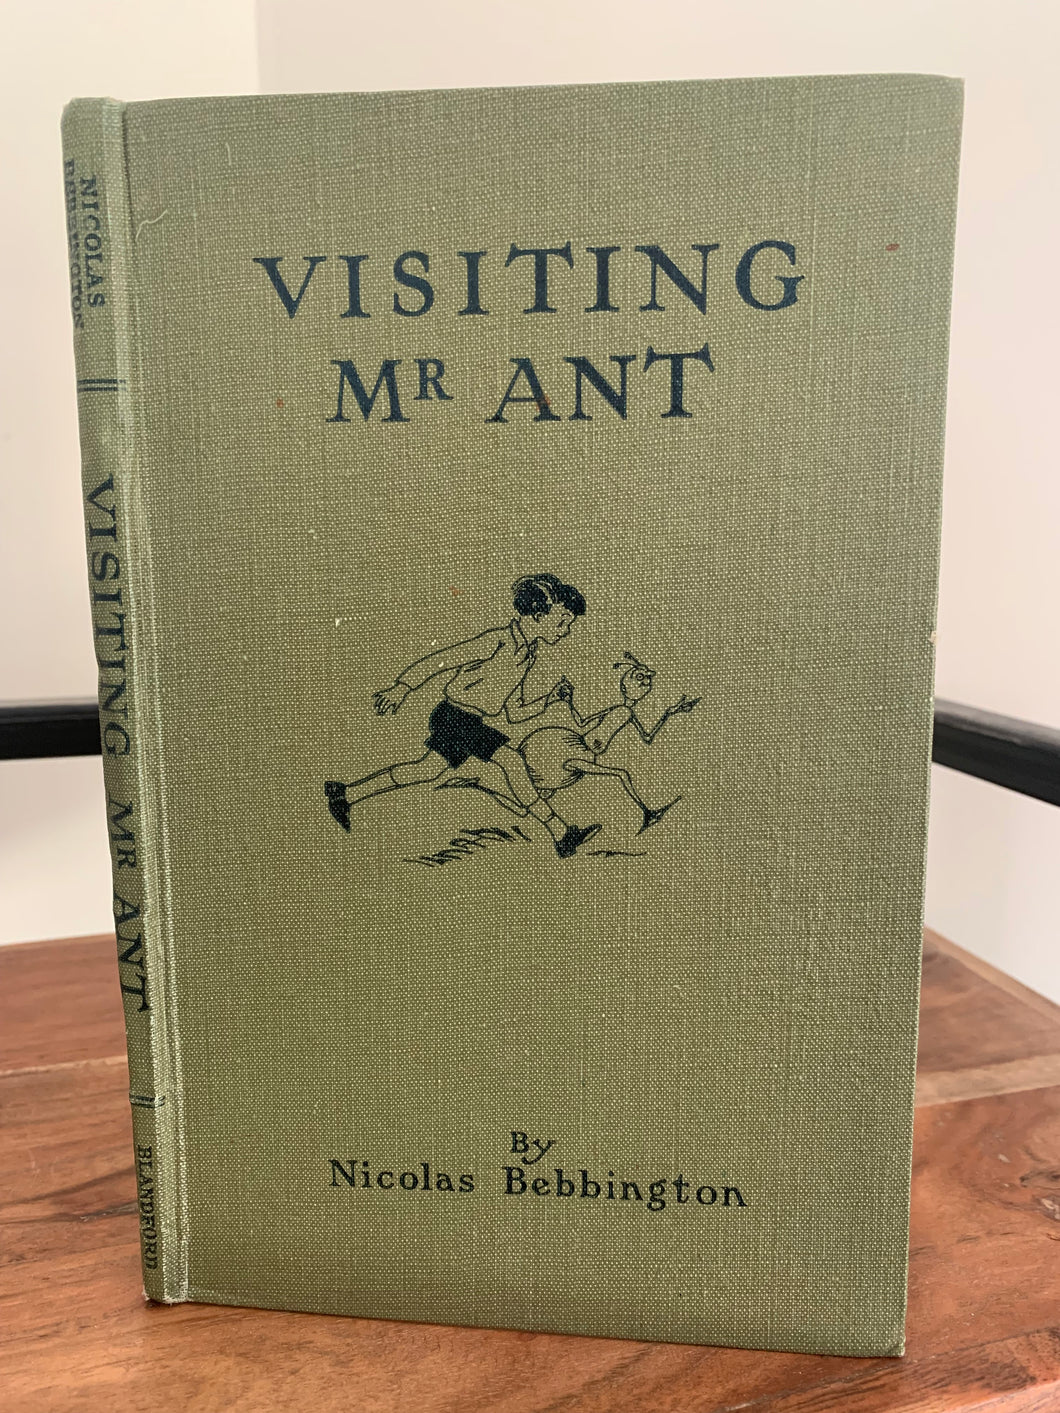 VISITING
MR ANT
By
Nicolas Bebbington
NICOLAS
BEBBINGTON
VISITING MR ANT
BLANDFORD